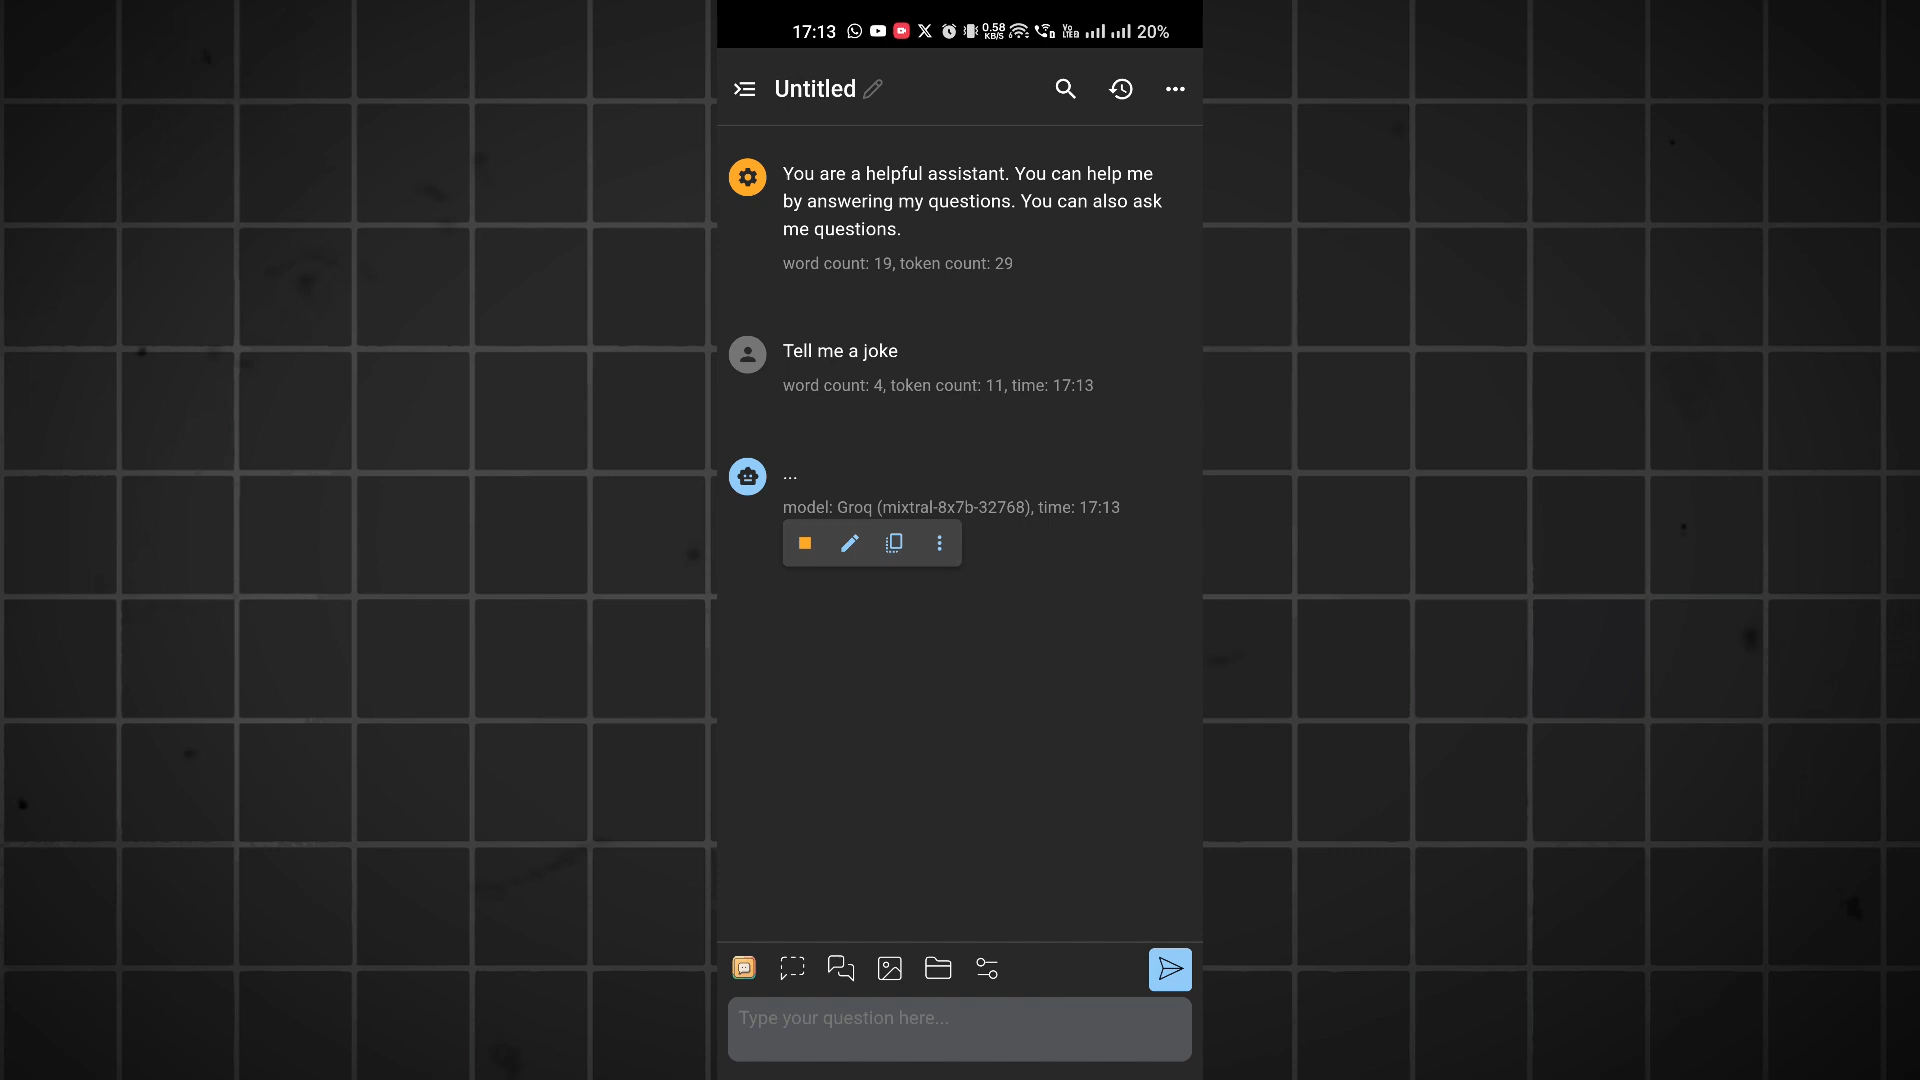 17:13 0.58 KB/S Vo LTE 20%
Untitled
You are a helpful assistant. You can help me
by answering my questions. You can also ask
me questions.
word count: 19, token count: 29
Tell me a joke
word count: 4, token count: 11, time: 17:13
...
model: Groq (mixtral-8x7b-32768), time: 17:13
Type your question here...